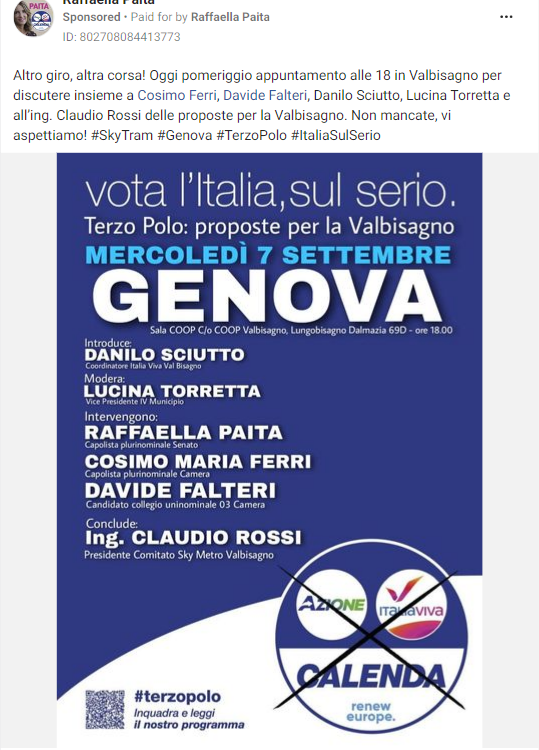 Raffaella Paita
Sponsored • Paid for by Raffaella Paita
ID: 802708084413773
Altro giro, altra corsa! Oggi pomeriggio appuntamento alle 18 in Valbisagno per
discutere insieme a Cosimo Ferri, Davide Falteri, Danilo Sciutto, Lucina Torretta e
all'ing. Claudio Rossi delle proposte per la Valbisagno. Non mancate, vi
aspettiamo! #SkyTram #Genova #TerzoPolo #ItaliaSulSerio
vota l'Italia, sul serio.
Terzo Polo: proposte per la Valbisagno
MERCOLEDÌ 7 SETTEMBRE
GENOVA
Sala COOP C/o COOP Valbisagno, Lungobisagno Dalmazia 69D - ore 18.00
Introduce:
DANILO SCIUTTO
Coordinatore Italia Viva Val Bisagno
Modera:
LUCINA TORRETTA
Vice Presidente IV Municipio
Intervengono:
RAFFAELLA PAITA
Capolista plurinominale Senato
COSIMO MARIA FERRI
Capolista plurinominale Camera
DAVIDE FALTERI
Candidato collegio uninominale 03 Camera
Conclude:
Ing. CLAUDIO ROSSI
Presidente Comitato Sky Metro Valbisagno
AZIONE
ITALIA VIVA
CALENDA
renew
europe.
#terzopolo
Inquadra e leggi
il nostro programma